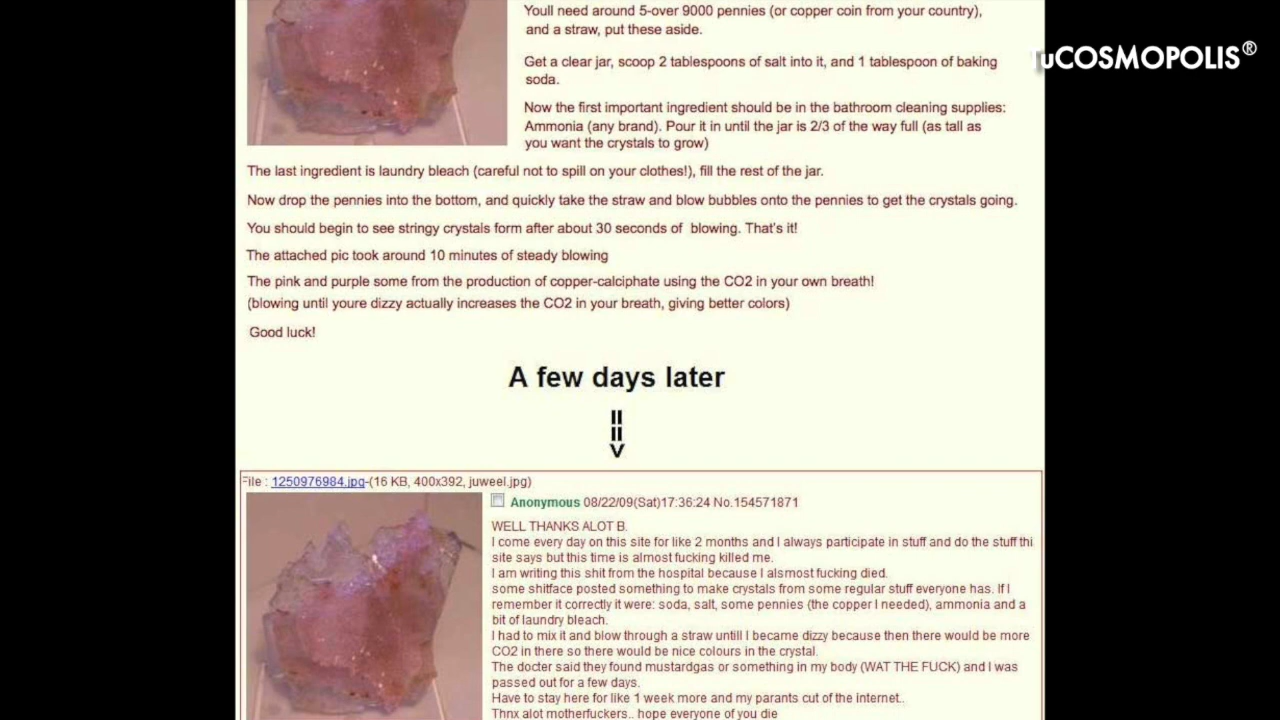 Youll need around 5-over 9000 pennies (or copper coin from your country),
and a straw, put these aside.
TuCOSMOPOLIS®
Get a clear jar, scoop 2 tablespoons of salt into it, and 1 tablespoon of baking
soda.
Now the first important ingredient should be in the bathroom cleaning supplies:
Ammonia (any brand). Pour it in until the jar is 2/3 of the way full (as tall as
you want the crystals to grow)
The last ingredient is laundry bleach (careful not to spill on your clothes!), fill the rest of the jar.
Now drop the pennies into the bottom, and quickly take the straw and blow bubbles onto the pennies to get the crystals going.
You should begin to see stringy crystals form after about 30 seconds of blowing. That's it!
The attached pic took around 10 minutes of steady blowing
The pink and purple some from the production of copper-calciphate using the CO2 in your own breath!
(blowing until youre dizzy actually increases the CO2 in your breath, giving better colors)
Good luck!
A few days later
File : 1250976984.jpg-(16 KB, 400x392, juweel.jpg)
Anonymous 08/22/09(Sat)17:36:24 No.154571871
WELL THANKS ALOT B.
I come every day on this site for like 2 months and I always participate in stuff and do the stuff thi
site says but this time is almost fucking killed me.
I am writing this shit from the hospital because I alsmost fucking died.
some shitface posted something to make crystals from some regular stuff everyone has. If I
remember it correctly it were: soda, salt, some pennies (the copper I needed), ammonia and a
bit of laundry bleach.
I had to mix it and blow through a straw untill I became dizzy because then there would be more
CO2 in there so there would be nice colours in the crystal.
The docter said they found mustardgas or something in my body (WAT THE FUCK) and I was
passed out for a few days.
Have to stay here for like 1 week more and my parants cut of the internet..
Thnx alot motherfuckers.. hope everyone of you die